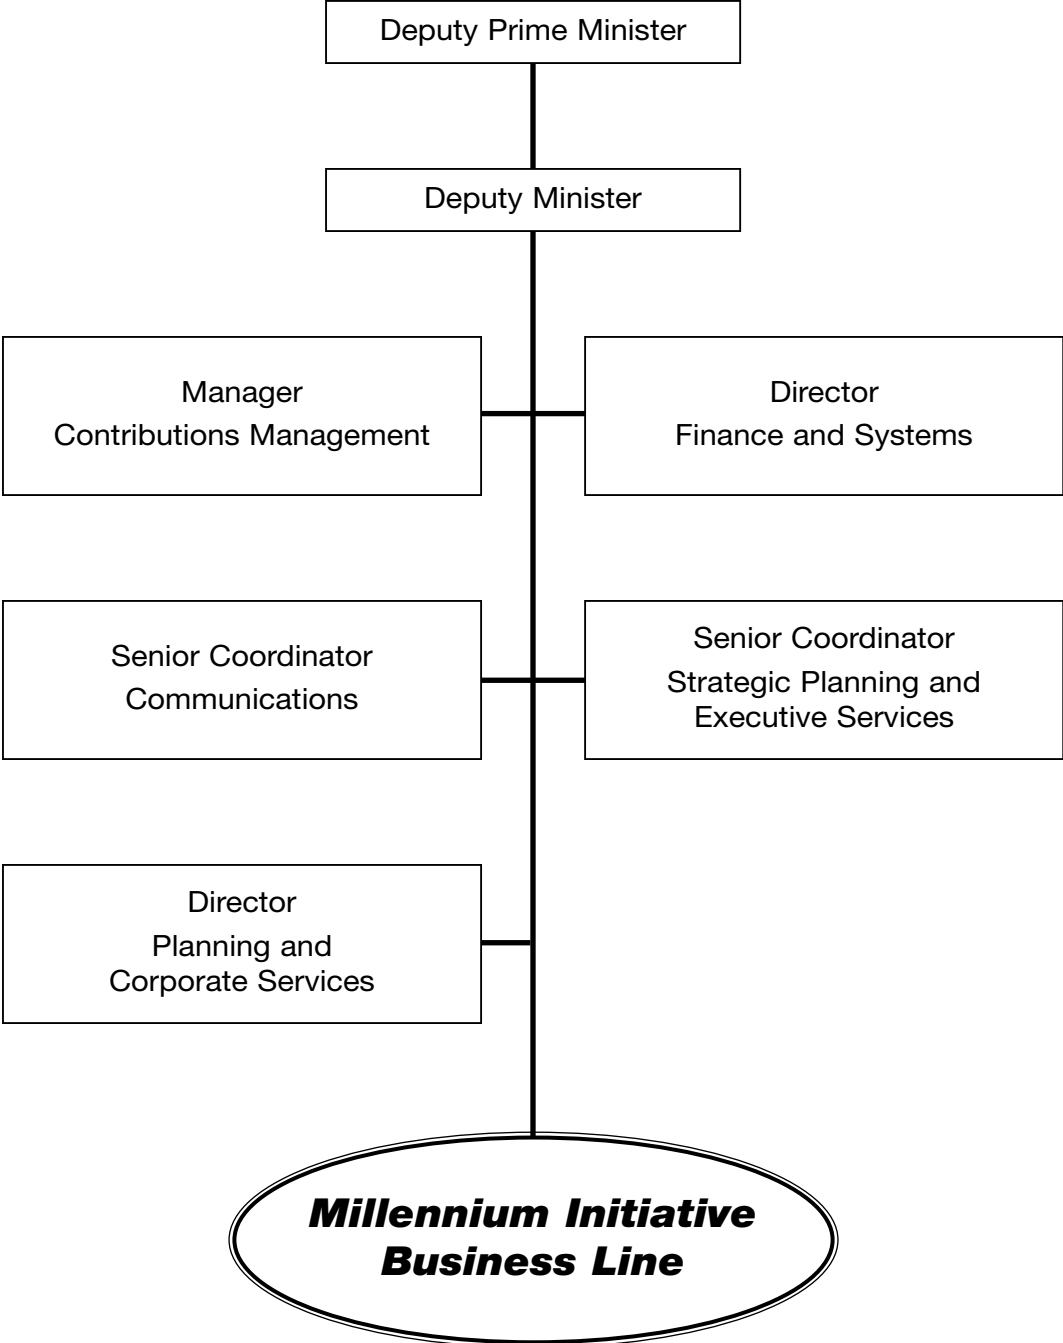 Deputy Prime Minister
Deputy Minister
Manager
Contributions Management
Director
Finance and Systems
Senior Coordinator
Communications
Senior Coordinator
Strategic Planning and
Executive Services
Director
Planning and
Corporate Services
Millennium Initiative
Business Line